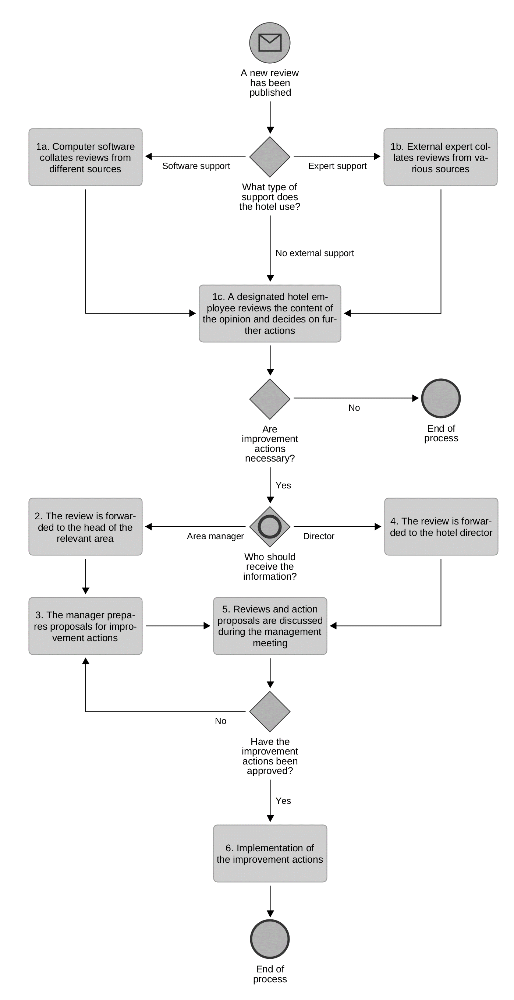 A new review
has been
published
1a. Computer software
collates reviews from
different sources
Software support
Expert support
1b. External expert col-
lates reviews from va-
rious sources
What type of
support does
the hotel use?
No external support
1c. A designated hotel em-
ployee reviews the content of
the opinion and decides on fur-
ther actions
No
End of
process
Are
improvement
actions
necessary?
Yes
2. The review is forwar-
ded to the head of the
relevant area
Area manager
Director
4. The review is forwar-
ded to the hotel director
Who should
receive the
information?
3. The manager prepa-
res proposals for impro-
vement actions
5. Reviews and action
proposals are discussed
during the management
meeting
No
Have the
improvement
actions been
approved?
Yes
6. Implementation of
the improvement actions
End of
process